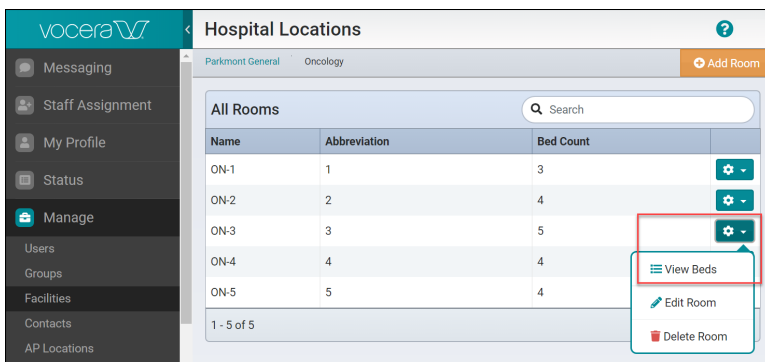 vocera
Hospital Locations
Messaging
Parkmont General Oncology
Add Room
Staff Assignment
All Rooms
Search
My Profile
Name Abbreviation Bed Count
ON-1 1 3
Status
ON-2 2 4
Manage
ON-3 3 5
Users
ON-4 4 4
View Beds
Groups
Facilities
ON-5 5 4
Edit Room
Contacts
1 - 5 of 5
Delete Room
AP Locations